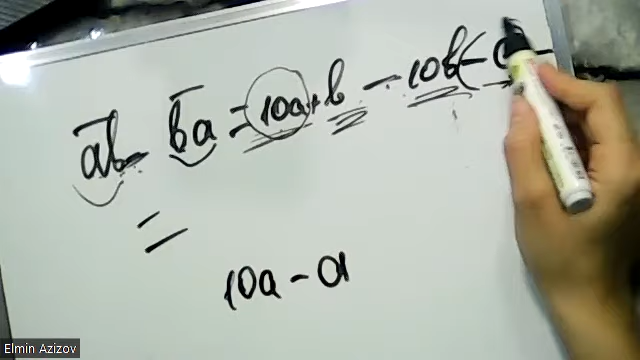 ab - ba = 10a + b - 10b - a
=
10a - a
Elmin Azizov